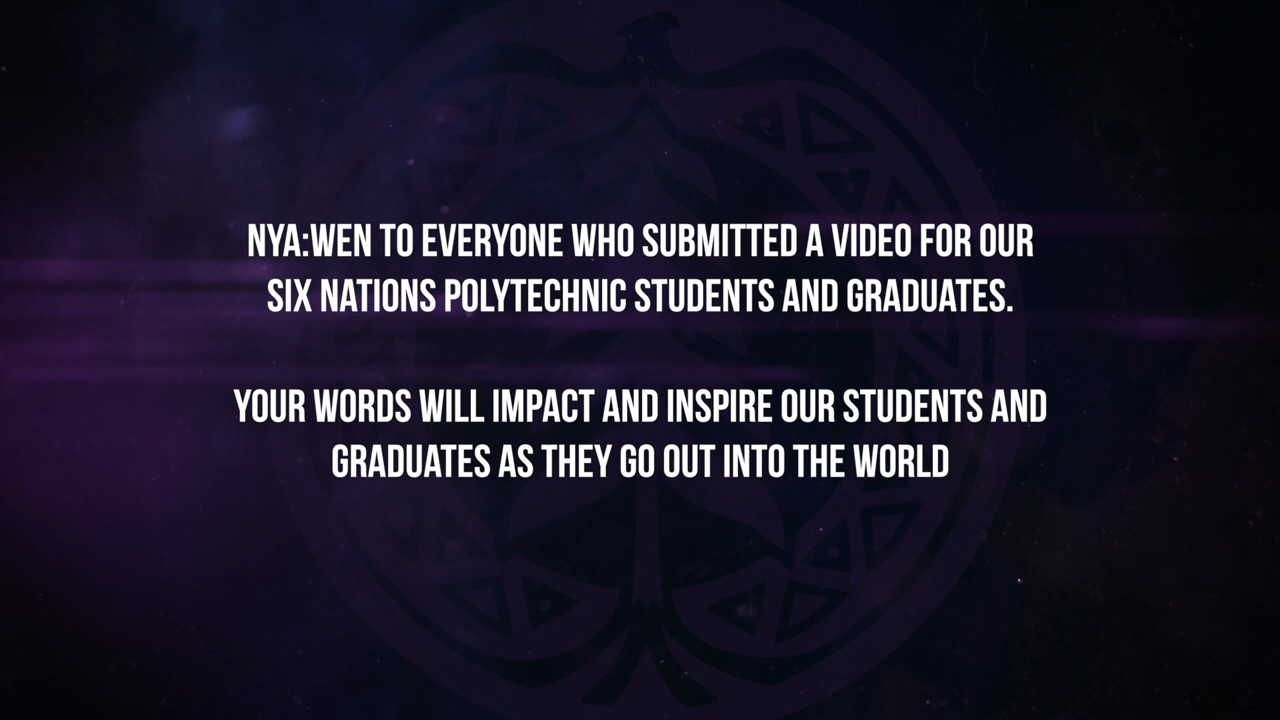 NYA:WEN TO EVERYONE WHO SUBMITTED A VIDEO FOR OUR
SIX NATIONS POLYTECHNIC STUDENTS AND GRADUATES.
YOUR WORDS WILL IMPACT AND INSPIRE OUR STUDENTS AND
GRADUATES AS THEY GO OUT INTO THE WORLD